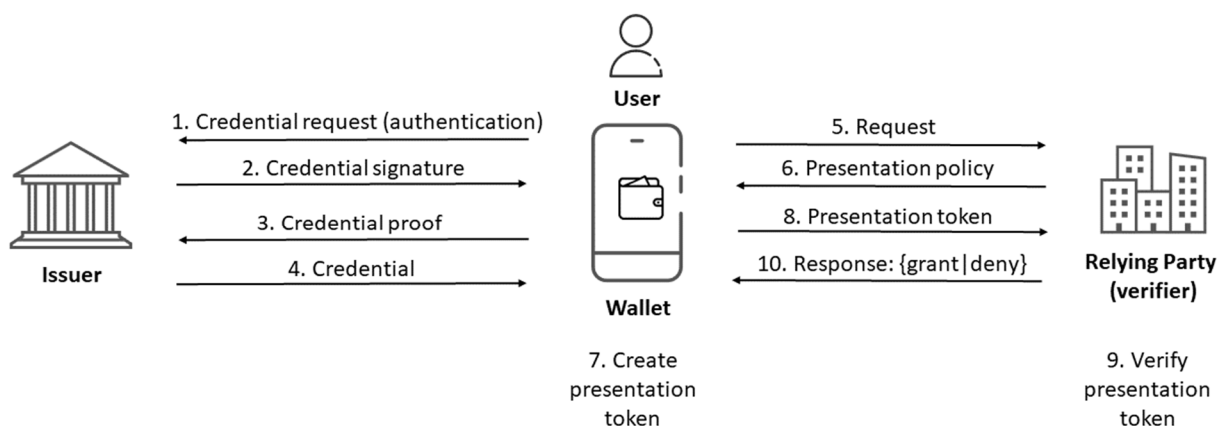 User
1. Credential request (authentication)
2. Credential signature
3. Credential proof
4. Credential
Issuer
Wallet
7. Create
presentation
token
5. Request
6. Presentation policy
8. Presentation token
10. Response: {grant|deny}
Relying Party
(verifier)
9. Verify
presentation
token